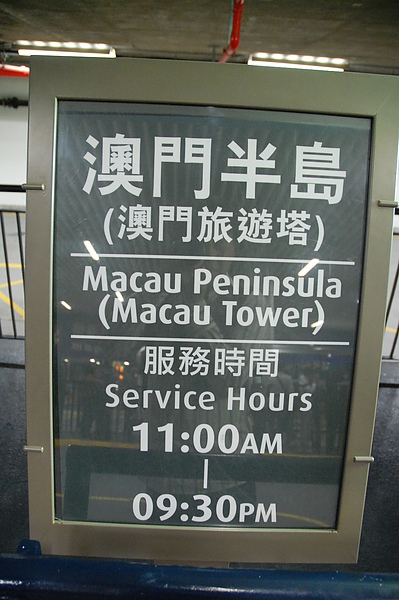 澳門半島
(澳門旅遊塔)
Macau Peninsula
(Macau Tower)
服務時間
Service Hours
11:00AM
|
09:30PM